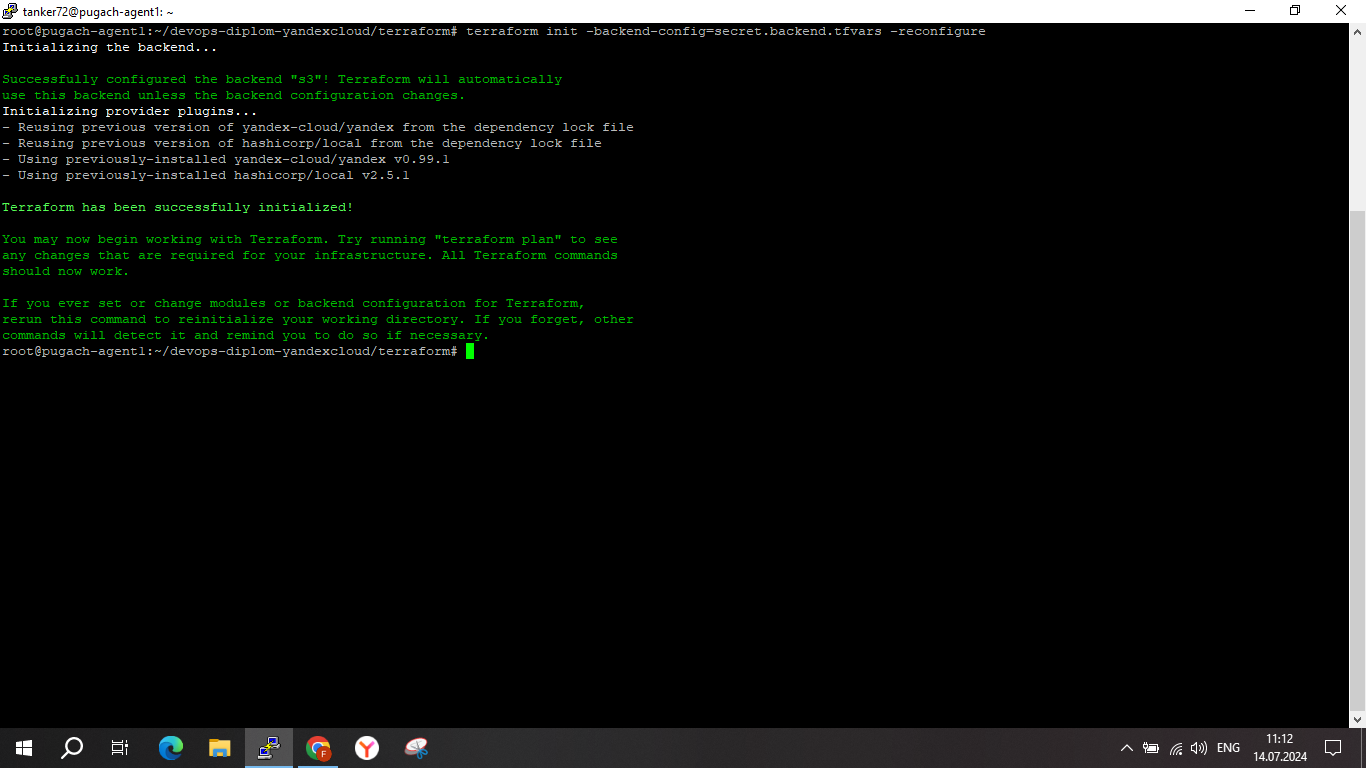 tanker72@pugach-agent1: ~
root@pugach-agent1:~/devops-diplom-yandexcloud/terraform# terraform init -backend-config=secret.backend.tfvars -reconfigure
Initializing the backend...
Successfully configured the backend "s3"! Terraform will automatically
use this backend unless the backend configuration changes.
Initializing provider plugins...
- Reusing previous version of yandex-cloud/yandex from the dependency lock file
- Reusing previous version of hashicorp/local from the dependency lock file
- Using previously-installed yandex-cloud/yandex v0.99.1
- Using previously-installed hashicorp/local v2.5.1
Terraform has been successfully initialized!
You may now begin working with Terraform. Try running "terraform plan" to see
any changes that are required for your infrastructure. All Terraform commands
should now work.
If you ever set or change modules or backend configuration for Terraform,
rerun this command to reinitialize your working directory. If you forget, other
commands will detect it and remind you to do so if necessary.
root@pugach-agent1:~/devops-diplom-yandexcloud/terraform#
F
ENG
11:12
14.07.2024